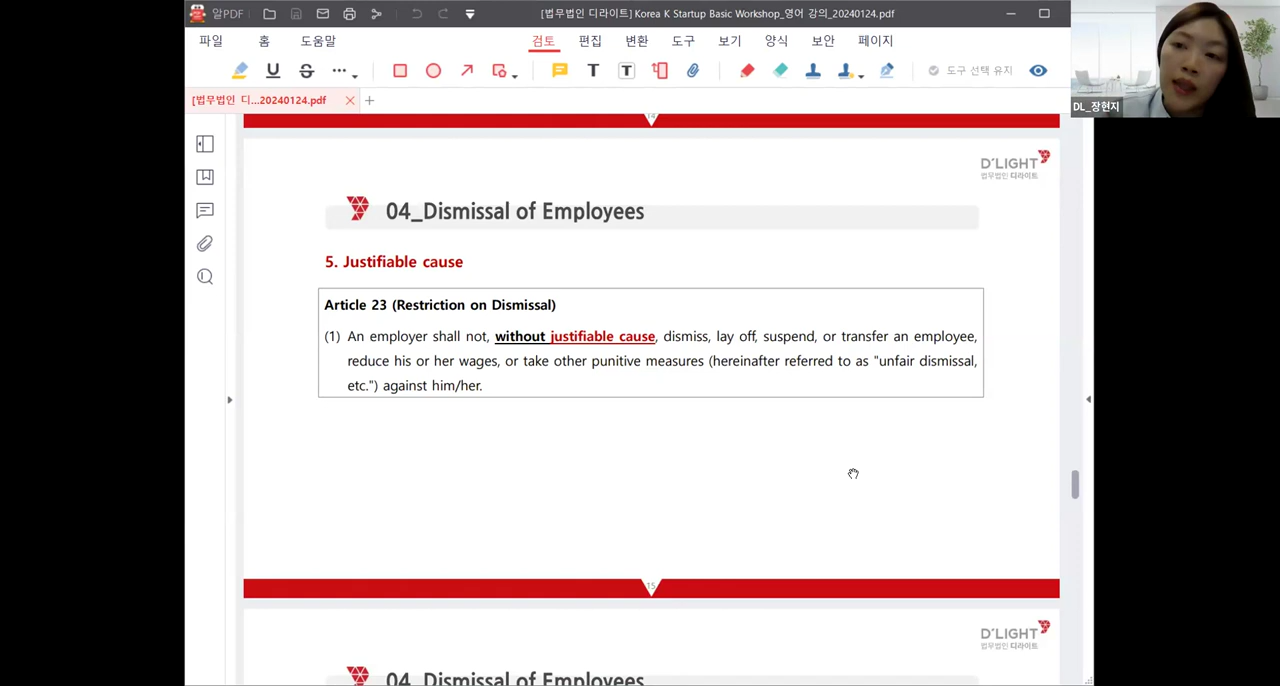 알PDF
[법무법인 디라이트] Korea K Startup Basic Workshop_영어 강의_20240124.pdf
파일 홈 도움말 검토 편집 변환 도구 보기 양식 보안 페이지
도구 선택 유지
[법무법인 디...20240124.pdf
DL_장현지
14
D'LIGHT
법무법인 디라이트
04_Dismissal of Employees
5. Justifiable cause
Article 23 (Restriction on Dismissal)
(1) An employer shall not, without justifiable cause, dismiss, lay off, suspend, or transfer an employee,
reduce his or her wages, or take other punitive measures (hereinafter referred to as "unfair dismissal,
etc.") against him/her.
15
D'LIGHT
법무법인 디라이트
04_Dismissal of Employees